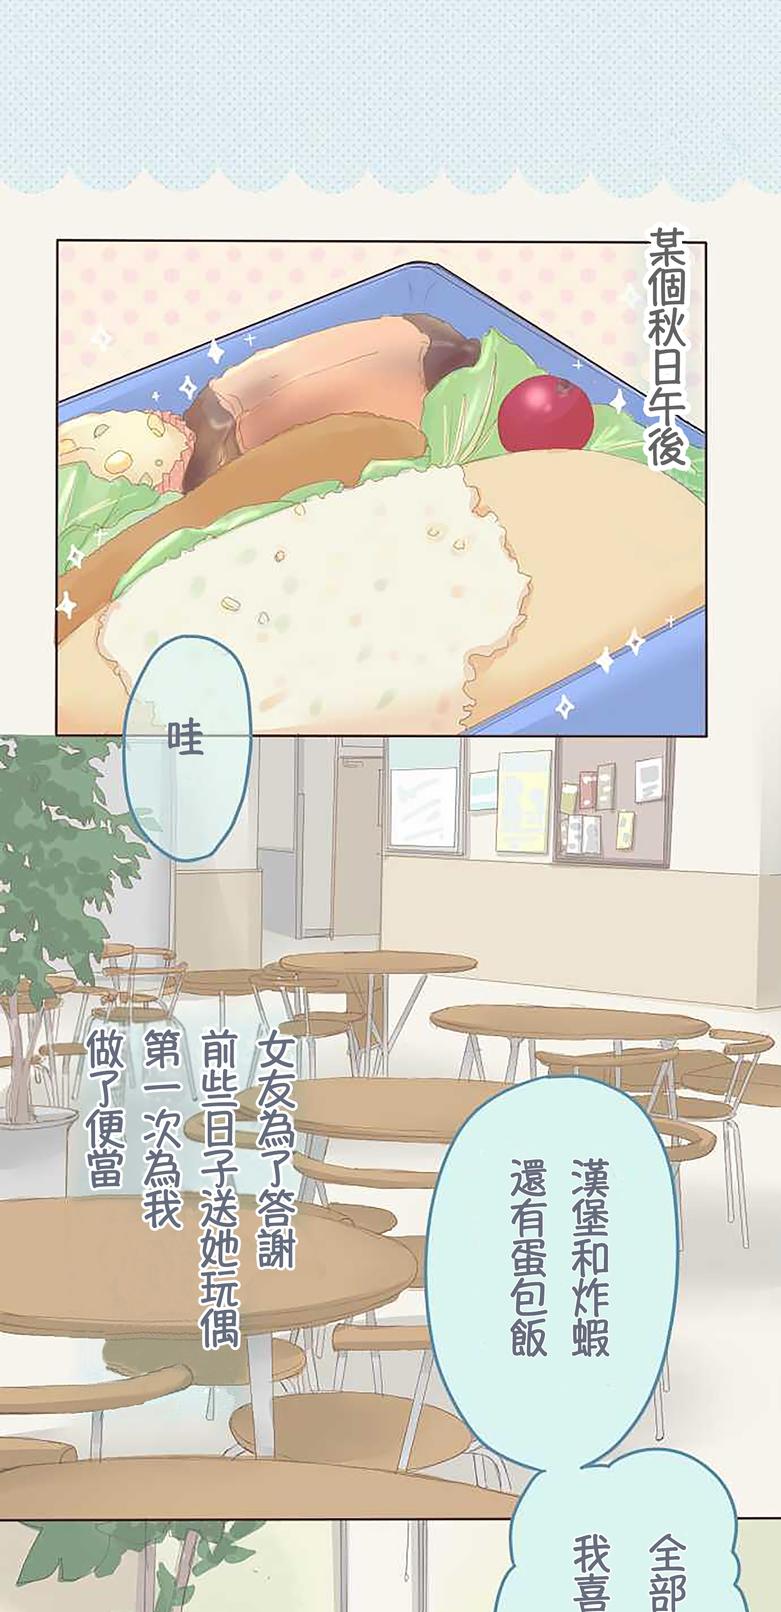 某個秋日午後
哇
女友為了答謝
前些日子送她玩偶
第一次為我
做了便當
漢堡和炸蝦
還有蛋包飯
全部
我喜